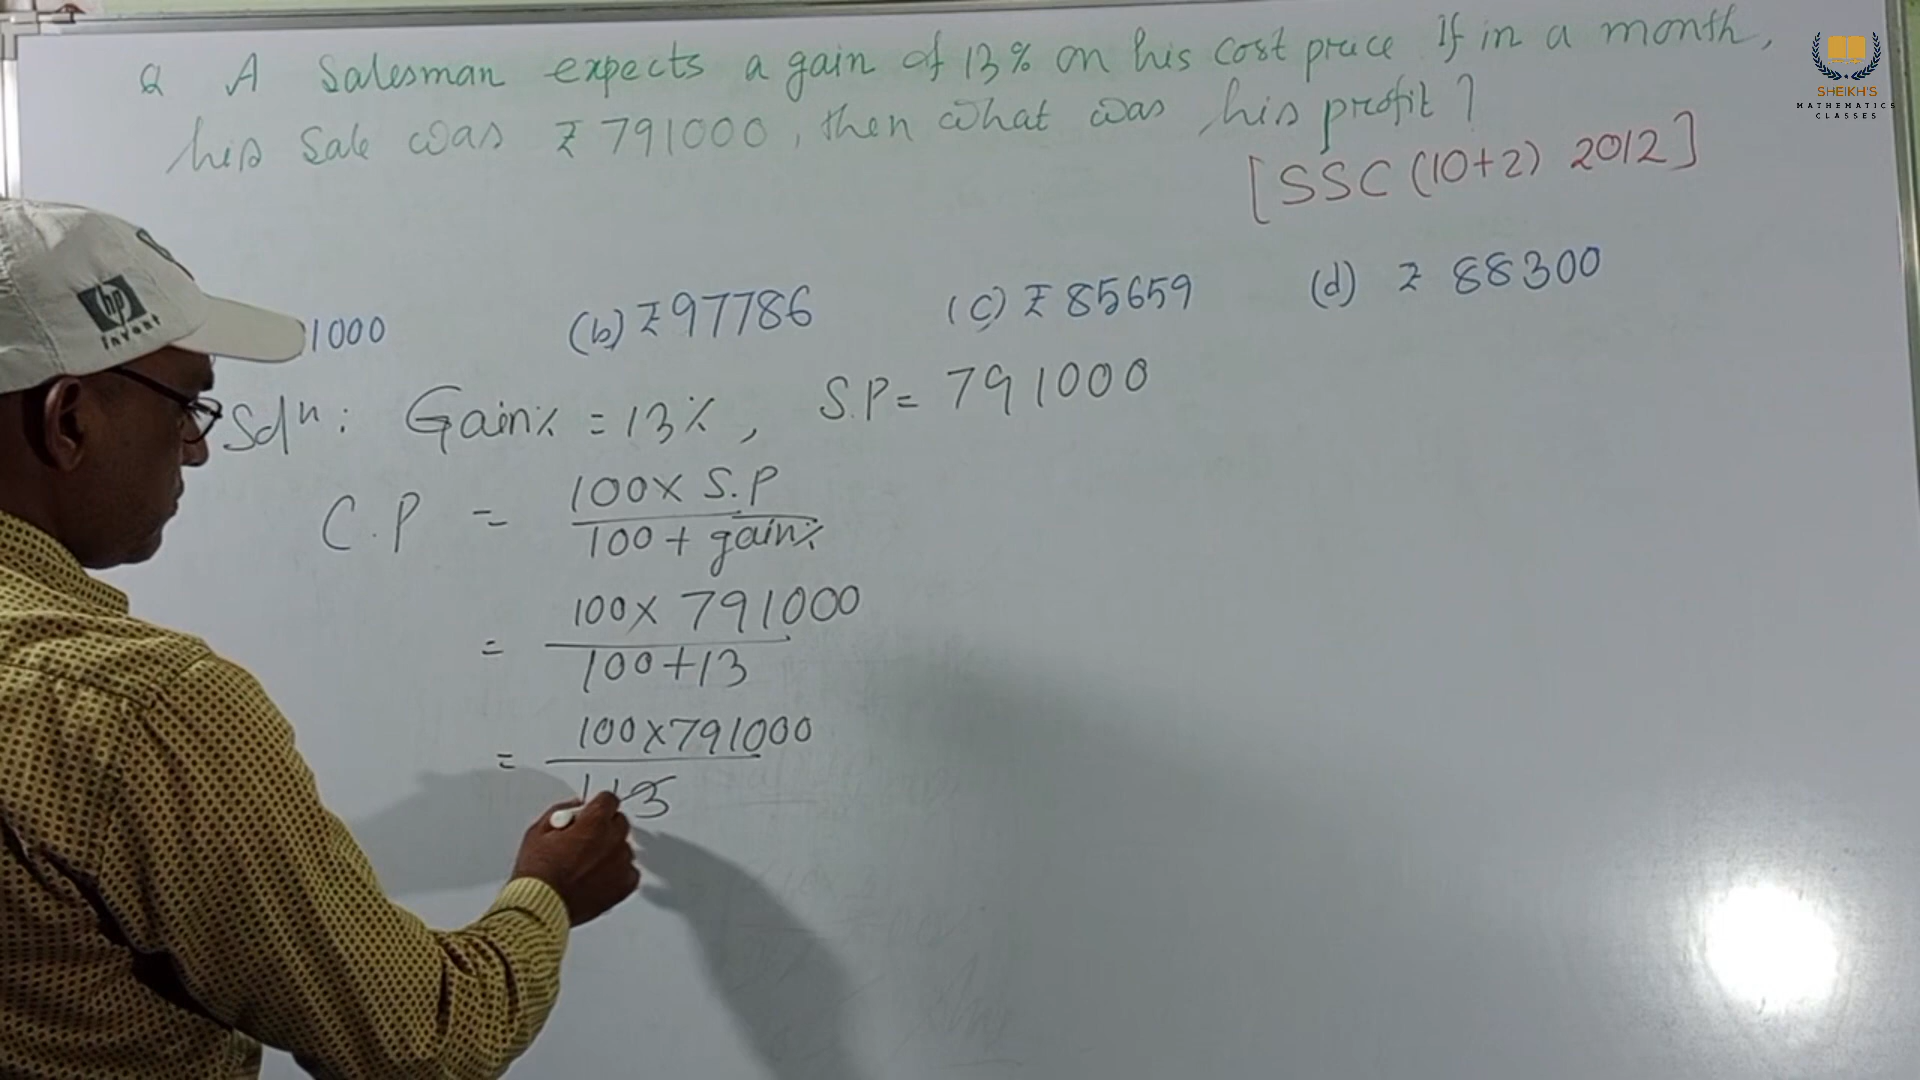 Q A Salesman expects a gain of 13% on his cost price If in a month,
his Sale was ₹ 791000, then what was his profit?
[SSC (10+2) 2012]
1000 (b) ₹ 97786 (c) ₹ 85659 (d) ₹ 88300
Solⁿ: Gain% = 13%, S.P = 791000
C.P = 100 × S.P
100 + gain%
= 100 × 791000
100+13
= 100×791000
113
SHEIKH'S
MATHEMATICS
CLASSES
hp
invent